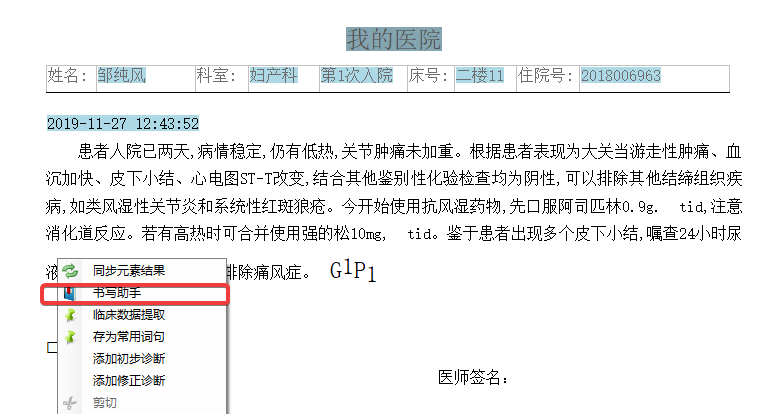 我的医院
姓名: 邹纯风 科室: 妇产科 第1次入院 床号: 二楼11 住院号: 2018006963
2019-11-27 12:43:52
患者人院已两天,病情稳定,仍有低热,关节肿痛未加重。根据患者表现为大关当游走性肿痛、血
沉加快、皮下小结、心电图ST-T改变,结合其他鉴别性化验检查均为阴性,可以排除其他结缔组织疾
病,如类风湿性关节炎和系统性红斑狼疮。今开始使用抗风湿药物,先口服阿司匹林0.9g. tid,注意
消化道反应。若有高热时可合并使用强的松10mg, tid。鉴于患者出现多个皮下小结,嘱查24小时尿
排除痛风症。 G1P1
同步元素结果
书写助手
临床数据提取
存为常用词句
添加初步诊断
添加修正诊断
剪切
医师签名: